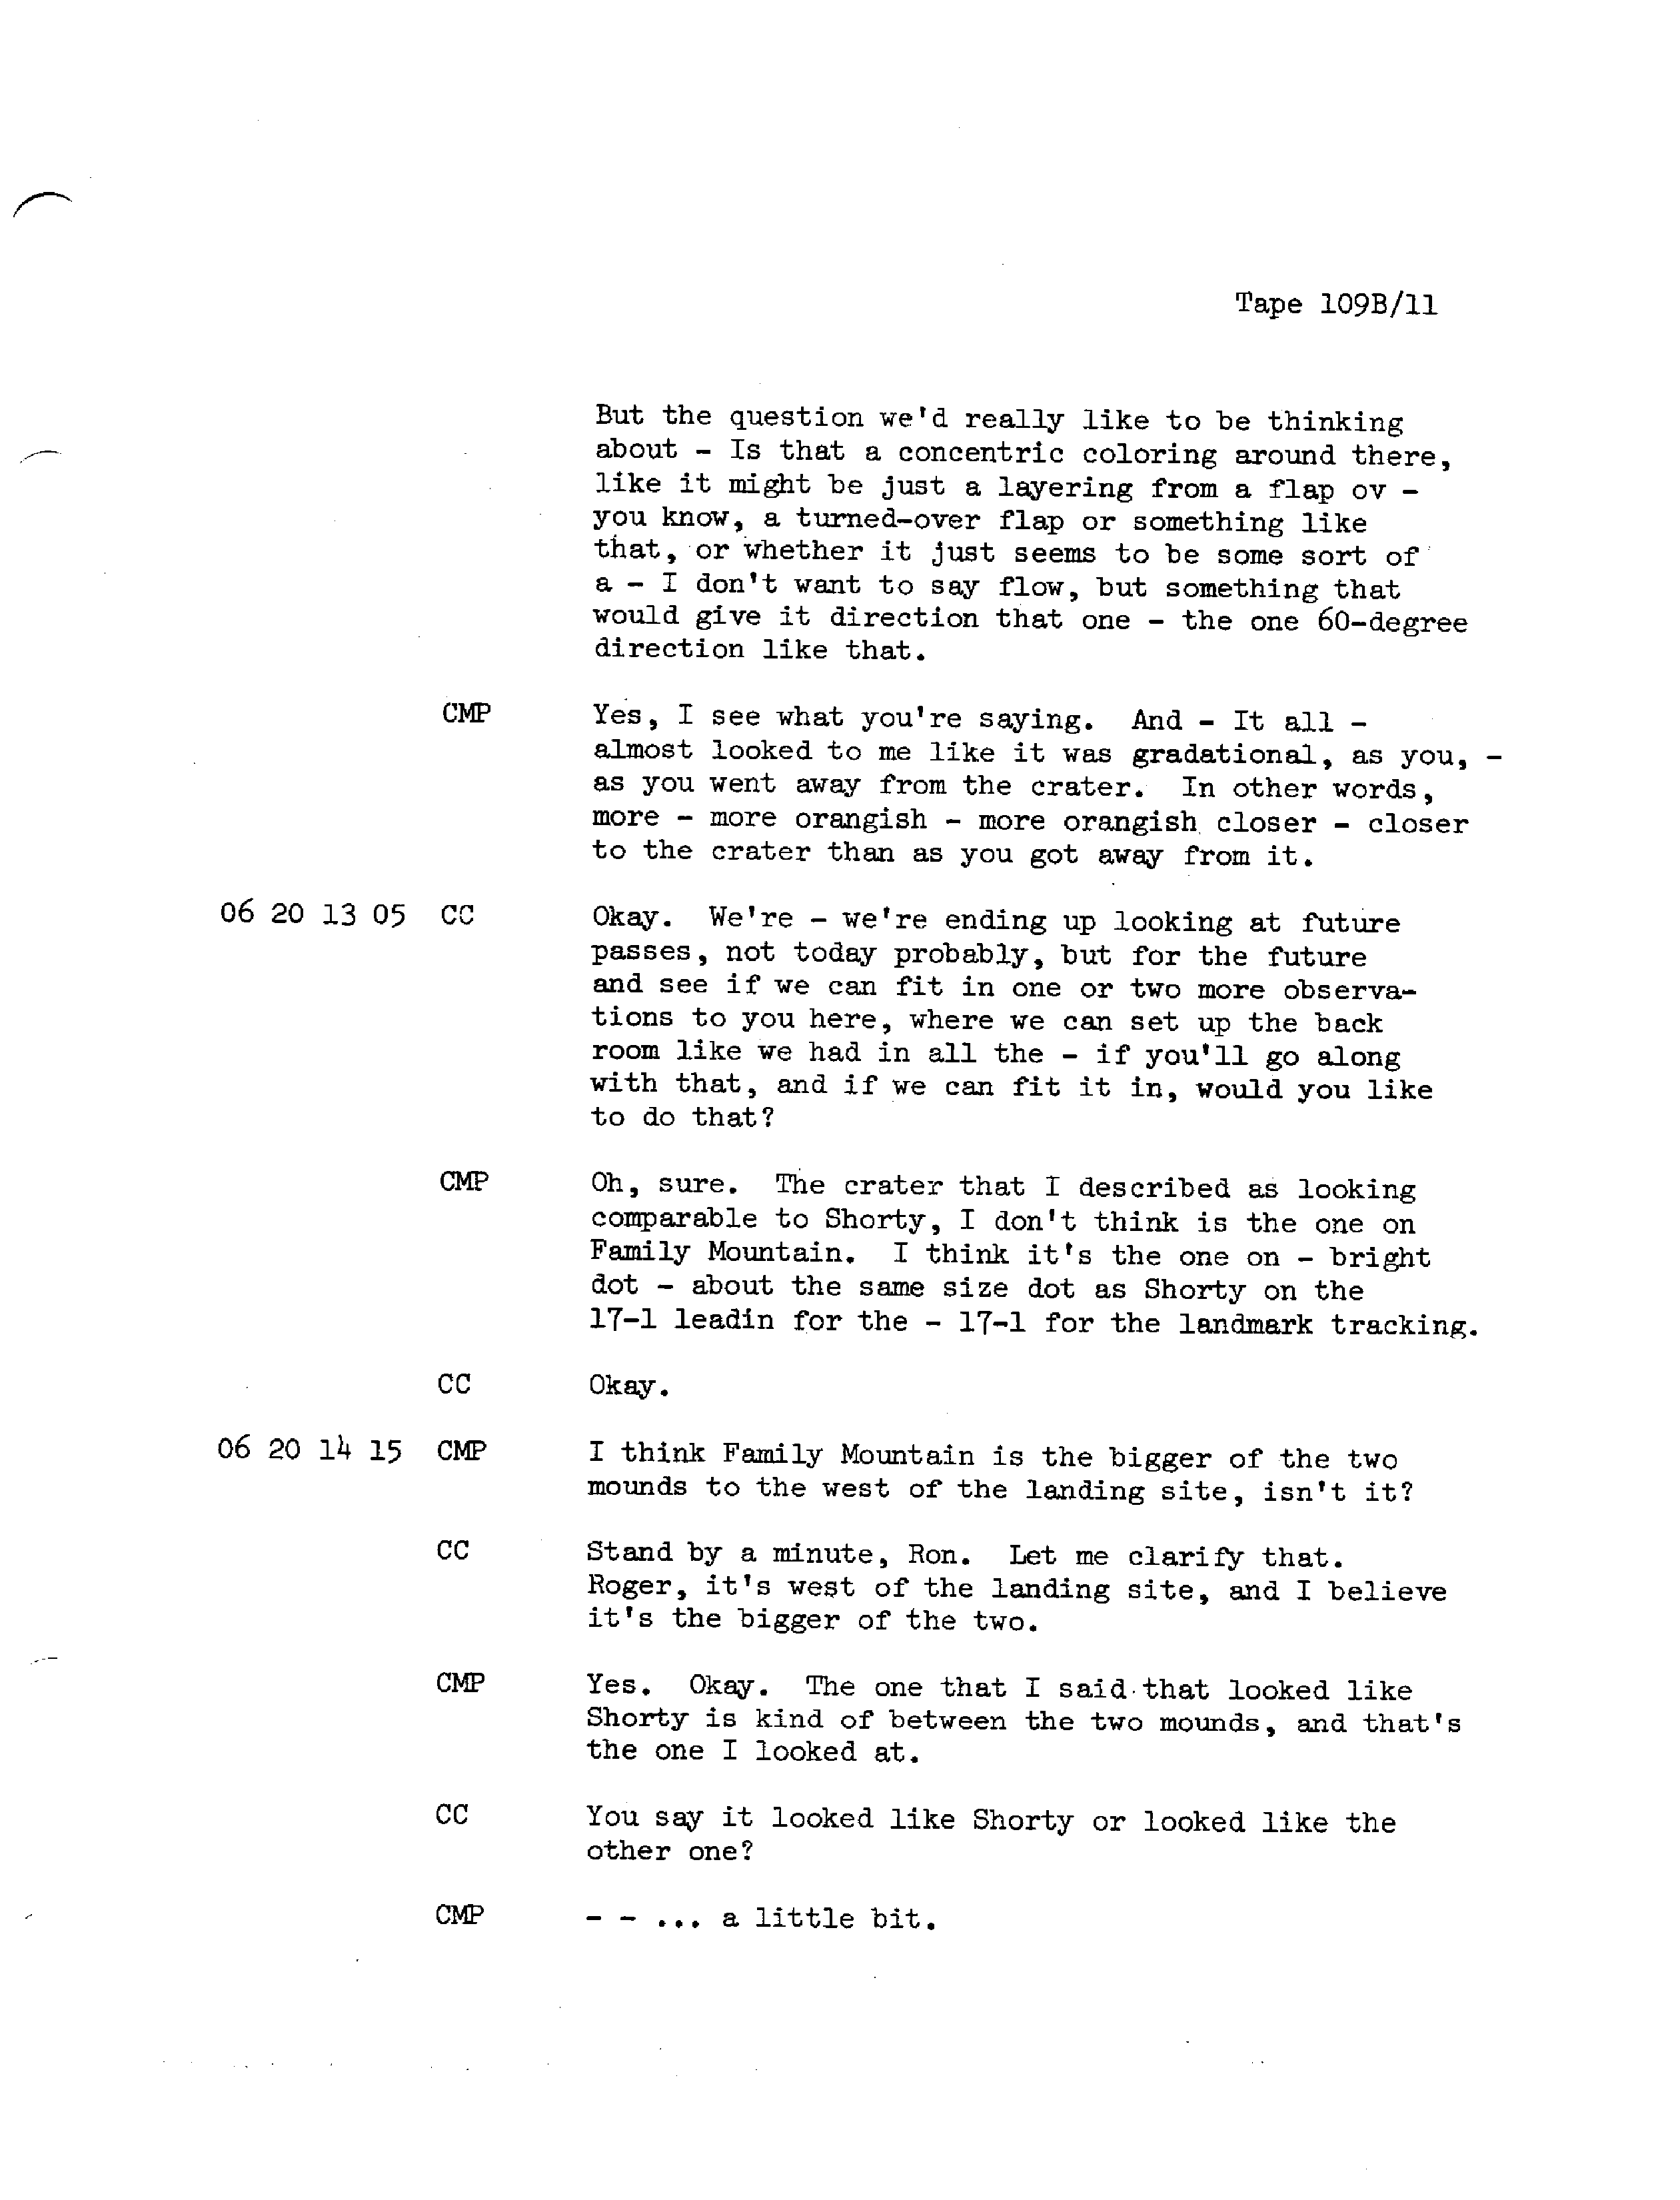 Tape 109B/11
But the question we'd really like to be thinking
about - Is that a concentric coloring around there,
like it might be just a layering from a flap ov -
you know, a turned-over flap or something like
that, or whether it just seems to be some sort of
a - I don't want to say flow, but something that
would give it direction that one - the one 60-degree
direction like that.
CMP Yes, I see what you're saying. And - It all -
almost looked to me like it was gradational, as you, -
as you went away from the crater. In other words,
more - more orangish - more orangish closer - closer
to the crater than as you got away from it.
06 20 13 05 CC Okay. We're - we're ending up looking at future
passes, not today probably, but for the future
and see if we can fit in one or two more observa-
tions to you here, where we can set up the back
room like we had in all the - if you'll go along
with that, and if we can fit it in, would you like
to do that?
CMP Oh, sure. The crater that I described as looking
comparable to Shorty, I don't think is the one on
Family Mountain. I think it's the one on - bright
dot - about the same size dot as Shorty on the
17-1 leadin for the - 17-1 for the landmark tracking.
CC Okay.
06 20 14 15 CMP I think Family Mountain is the bigger of the two
mounds to the west of the landing site, isn't it?
CC Stand by a minute, Ron. Let me clarify that.
Roger, it's west of the landing site, and I believe
it's the bigger of the two.
CMP Yes. Okay. The one that I said that looked like
Shorty is kind of between the two mounds, and that's
the one I looked at.
CC You say it looked like Shorty or looked like the
other one?
CMP - - ... a little bit.